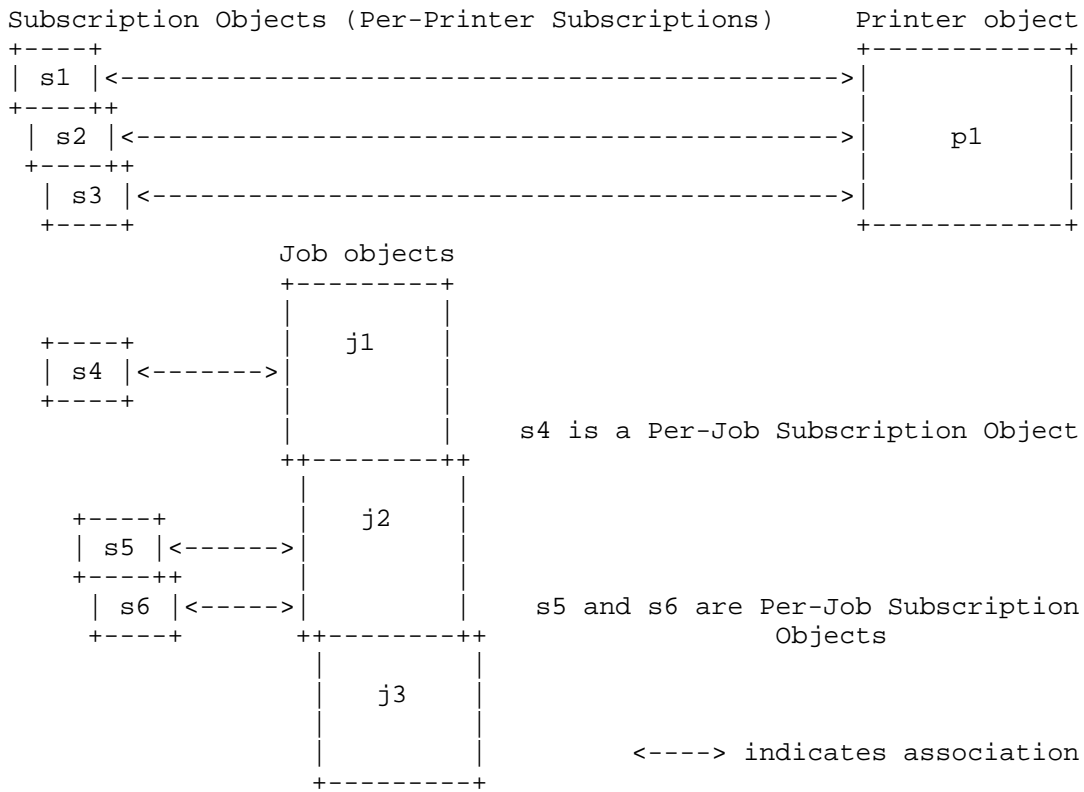 Subscription Objects (Per-Printer Subscriptions)     Printer object
+----+                                               +------------+
| s1 |<--------------------------------------------->|            |
+----++                                              |            |
 | s2 |<-------------------------------------------->|     p1     |
 +----++                                             |            |
  | s3 |<------------------------------------------->|            |
  +----+                                             +------------+
                 Job objects
                 +---------+
                 |         |
  +----+         |   j1    |
  | s4 |<------->|         |
  +----+         |         |
                 |         |    s4 is a Per-Job Subscription Object
                 ++--------++
                  |         |
    +----+        |   j2    |
    | s5 |<------>|         |
    +----++       |         |
     | s6 |<----->|         |    s5 and s6 are Per-Job Subscription
     +----+       ++--------++                   Objects
                   |         |
                   |   j3    |
                   |         |
                   |         |         <----> indicates association
                   +---------+